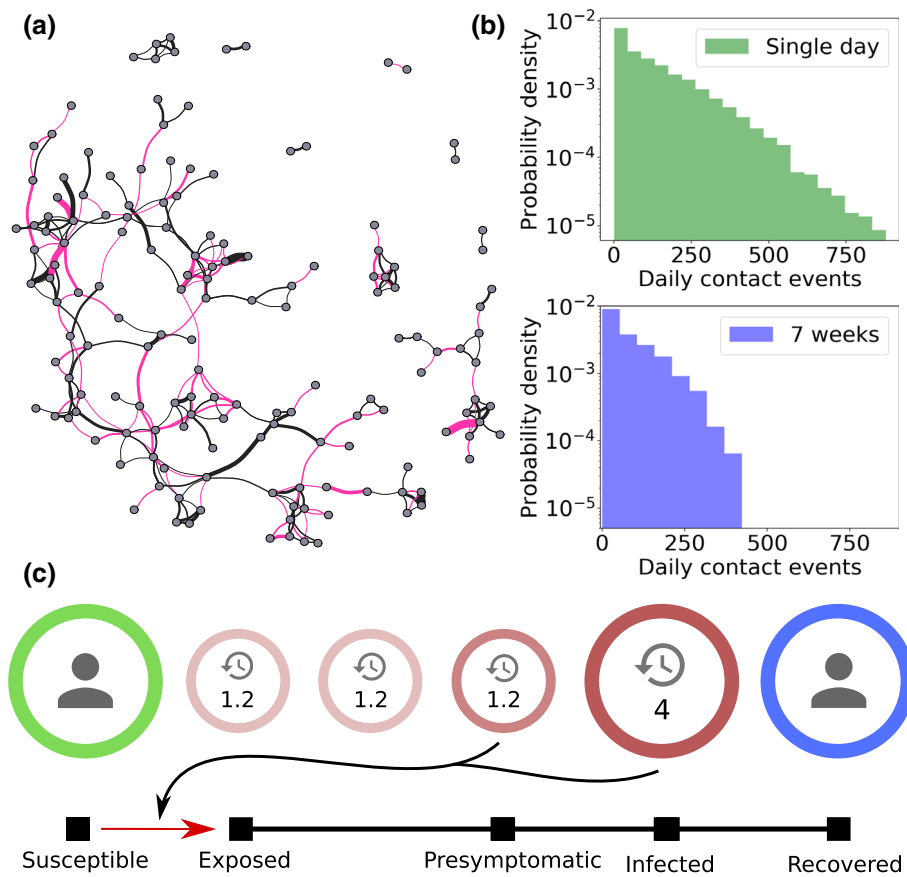 (a)
(b)
10⁻²
10⁻³
10⁻⁴
10⁻⁵
Probability density
Single day
0 250 500 750
Daily contact events
10⁻²
10⁻³
10⁻⁴
10⁻⁵
Probability density
7 weeks
0 250 500 750
Daily contact events
(c)
1.2 1.2 1.2 4
Susceptible Exposed Presymptomatic Infected Recovered